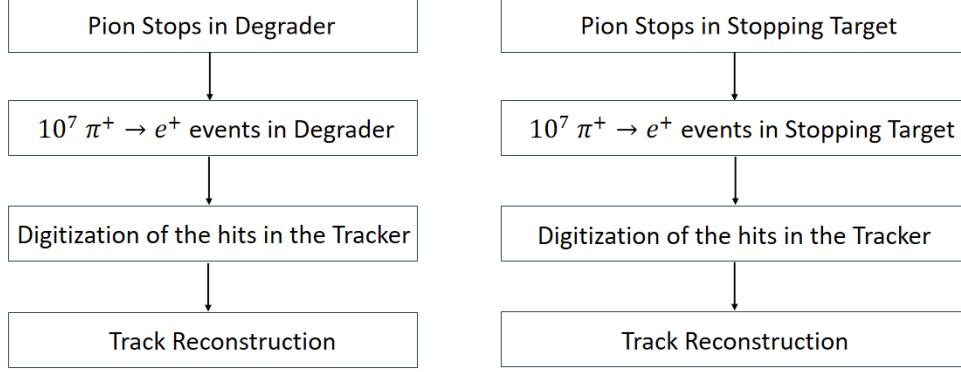 Pion Stops in Degrader
10⁷ π⁺ → e⁺ events in Degrader
Digitization of the hits in the Tracker
Track Reconstruction
Pion Stops in Stopping Target
10⁷ π⁺ → e⁺ events in Stopping Target
Digitization of the hits in the Tracker
Track Reconstruction